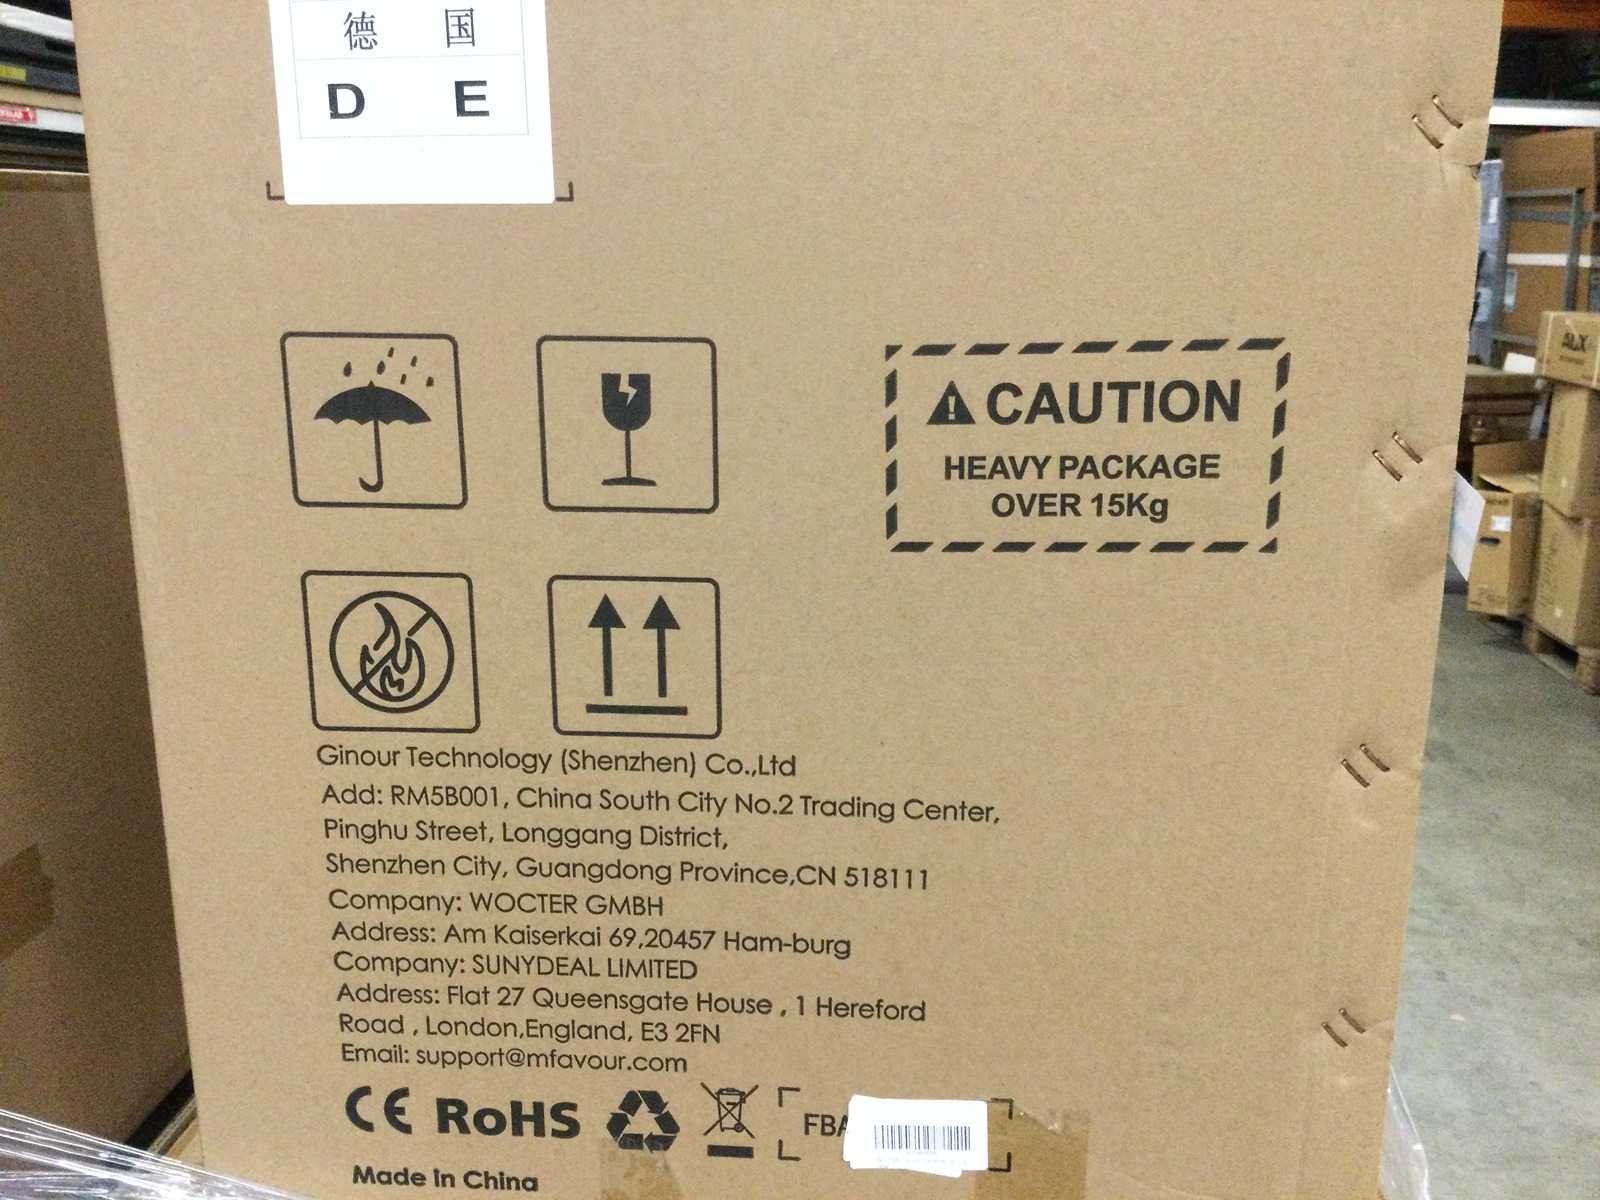 德 国
D E
CAUTION
HEAVY PACKAGE
OVER 15Kg
Ginour Technology (Shenzhen) Co.,Ltd
Add: RM5B001, China South City No.2 Trading Center,
Pinghu Street, Longgang District,
Shenzhen City, Guangdong Province,CN 518111
Company: WOCTER GMBH
Address: Am Kaiserkai 69,20457 Ham-burg
Company: SUNYDEAL LIMITED
Address: Flat 27 Queensgate House , 1 Hereford
Road , London,England, E3 2FN
Email: support@mfavour.com
CE RoHS
FBA
Made in China
ALX